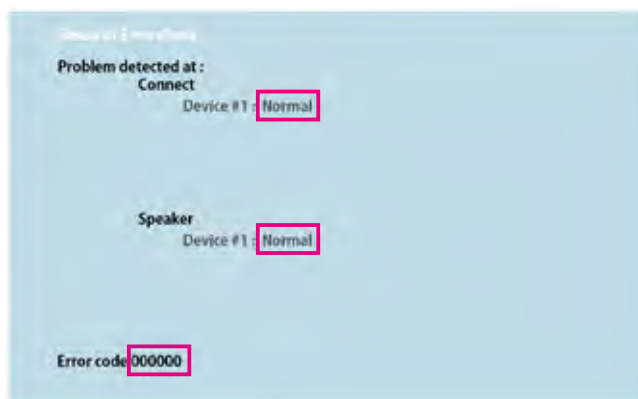 Problem detected at :
Connect
Device #1 : Normal
Speaker
Device #1 : Normal
Error code 000000